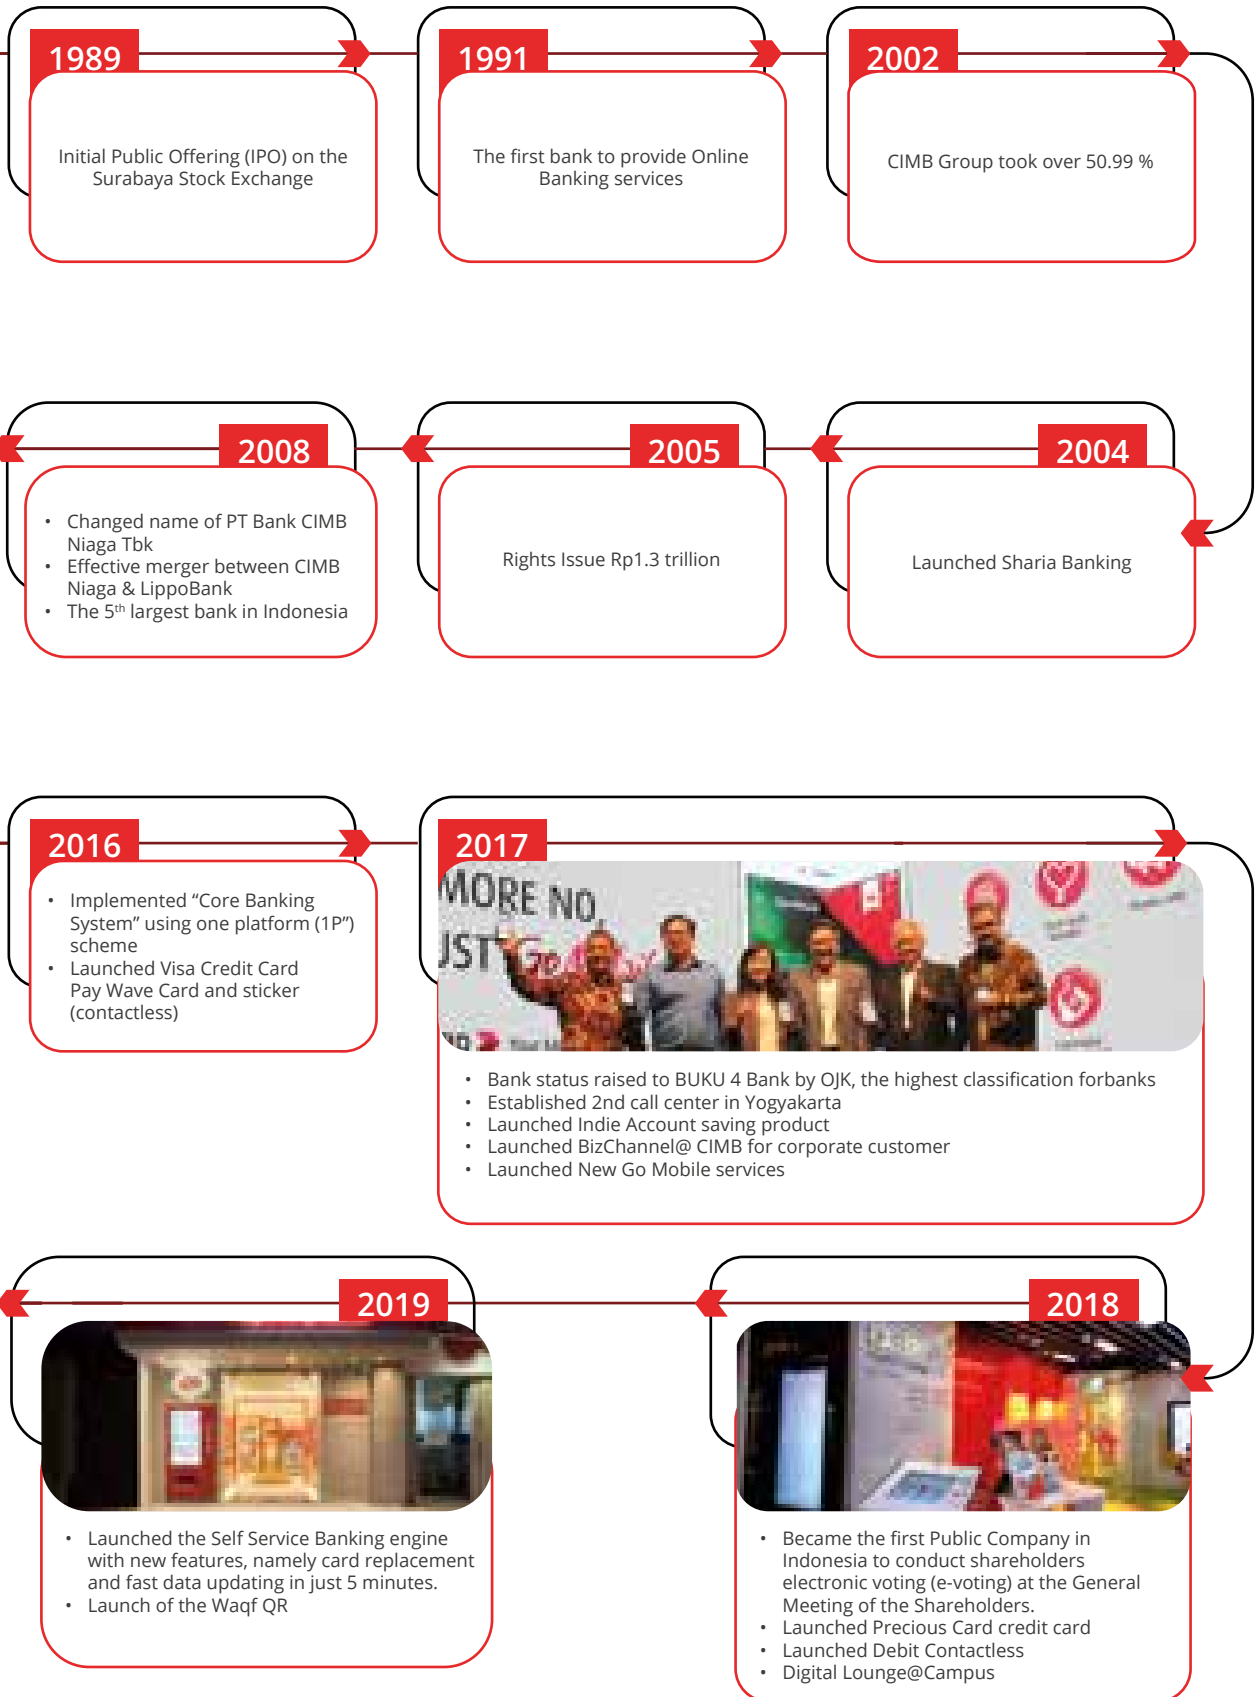 1989
Initial Public Offering (IPO) on the
Surabaya Stock Exchange
1991
The first bank to provide Online
Banking services
2002
CIMB Group took over 50.99 %
2004
Launched Sharia Banking
2005
Rights Issue Rp1.3 trillion
2008
• Changed name of PT Bank CIMB
Niaga Tbk
• Effective merger between CIMB
Niaga & LippoBank
• The 5th largest bank in Indonesia
2016
• Implemented “Core Banking
System” using one platform (1P”)
scheme
• Launched Visa Credit Card
Pay Wave Card and sticker
(contactless)
2017
MORE NO,
• Bank status raised to BUKU 4 Bank by OJK, the highest classification forbanks
• Established 2nd call center in Yogyakarta
• Launched Indie Account saving product
• Launched BizChannel@ CIMB for corporate customer
• Launched New Go Mobile services
2018
• Became the first Public Company in
Indonesia to conduct shareholders
electronic voting (e-voting) at the General
Meeting of the Shareholders.
• Launched Precious Card credit card
• Launched Debit Contactless
• Digital Lounge@Campus
2019
• Launched the Self Service Banking engine
with new features, namely card replacement
and fast data updating in just 5 minutes.
• Launch of the Waqf QR